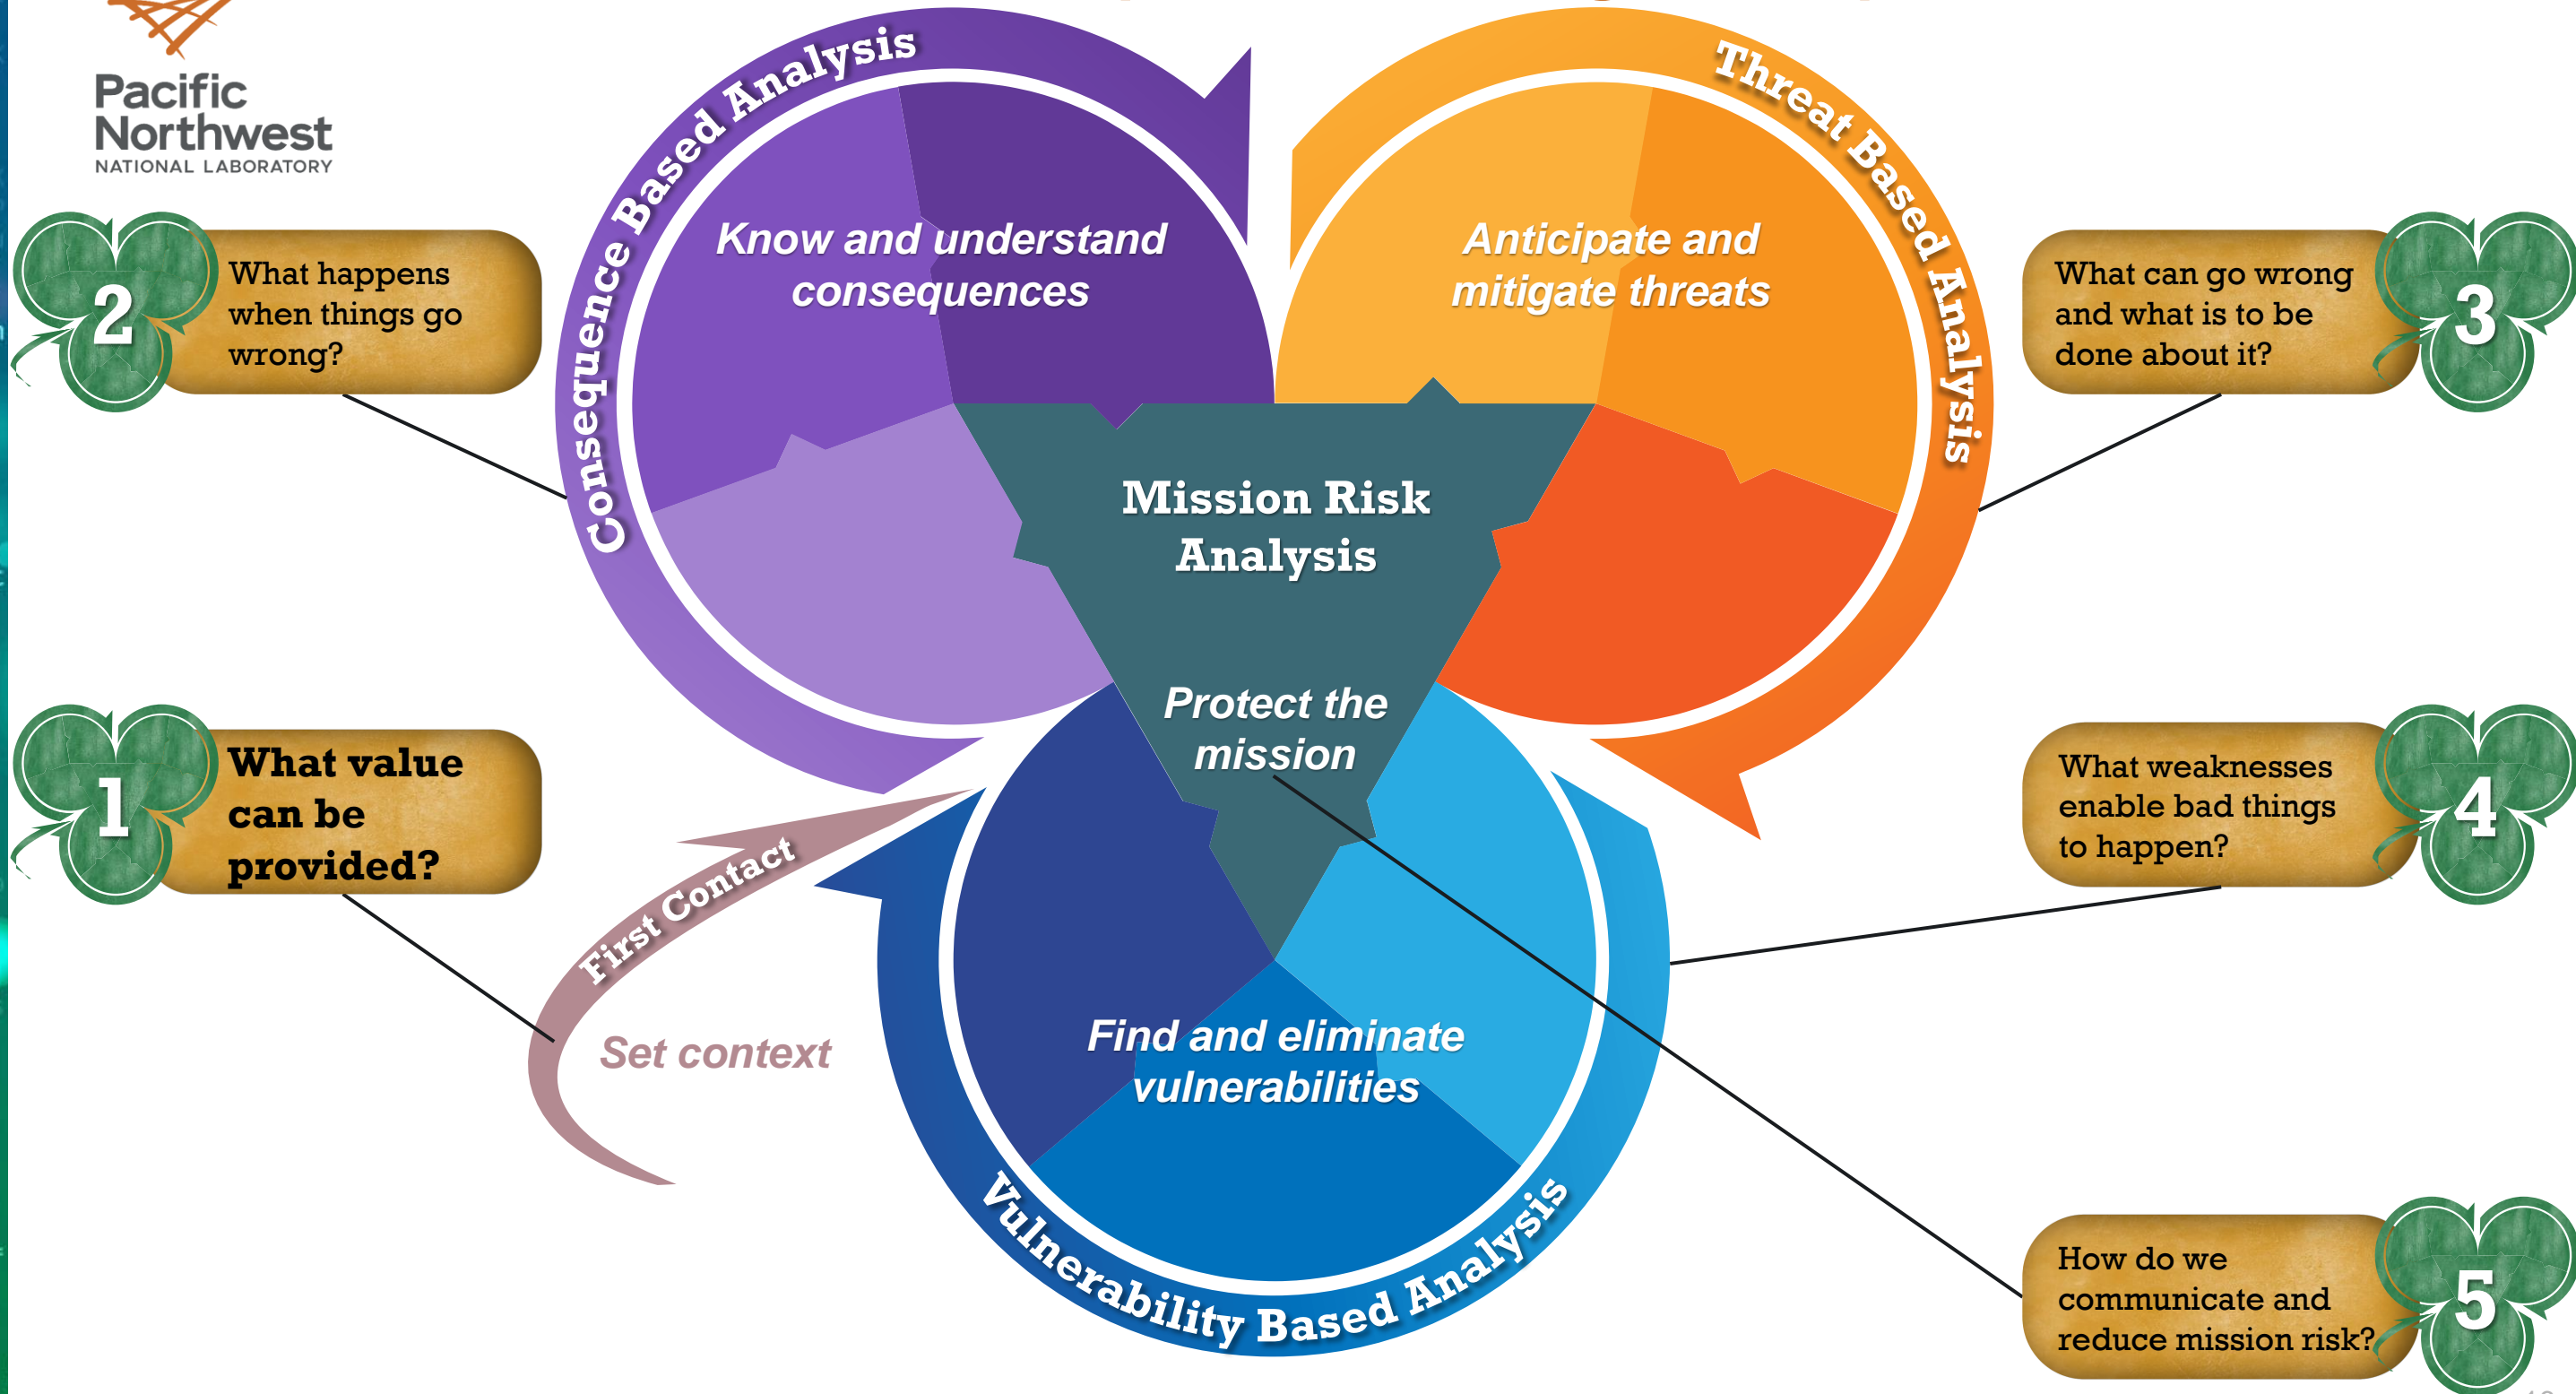 Pacific
Northwest
NATIONAL LABORATORY
Consequence Based Analysis
Threat Based Analysis
Know and understand
consequences
Anticipate and
mitigate threats
2
What happens
when things go
wrong?
What can go wrong
and what is to be
done about it?
3
Mission Risk
Analysis
Protect the
mission
1
What value
can be
provided?
What weaknesses
enable bad things
to happen?
4
First Contact
Set context
Find and eliminate
vulnerabilities
Vulnerability Based Analysis
How do we
communicate and
reduce mission risk?
5